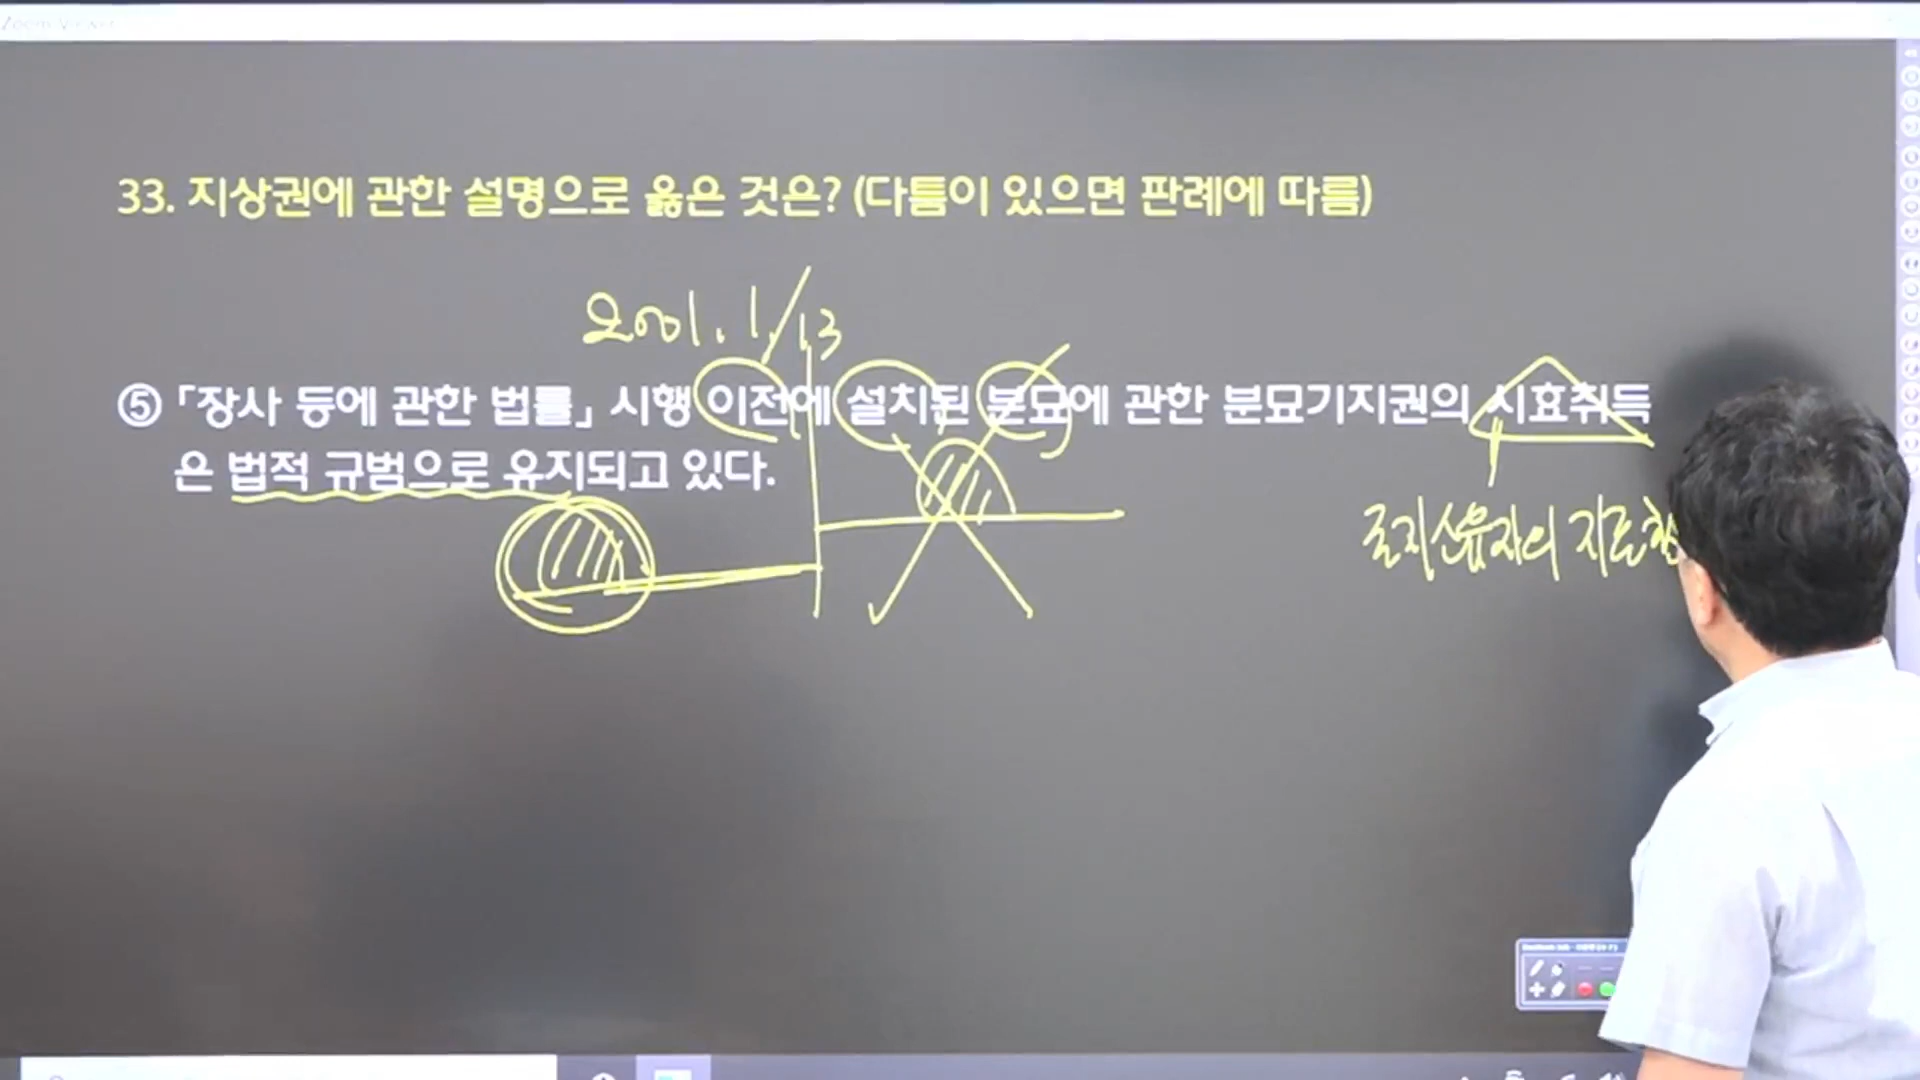 Zoom Viewer
33. 지상권에 관한 설명으로 옳은 것은? (다툼이 있으면 판례에 따름)
2001. 1. 13
⑤ 「장사 등에 관한 법률」 시행 이전에 설치된 분묘에 관한 분묘기지권의 시효취득
은 법적 규범으로 유지되고 있다.
토지소유자의 지료청